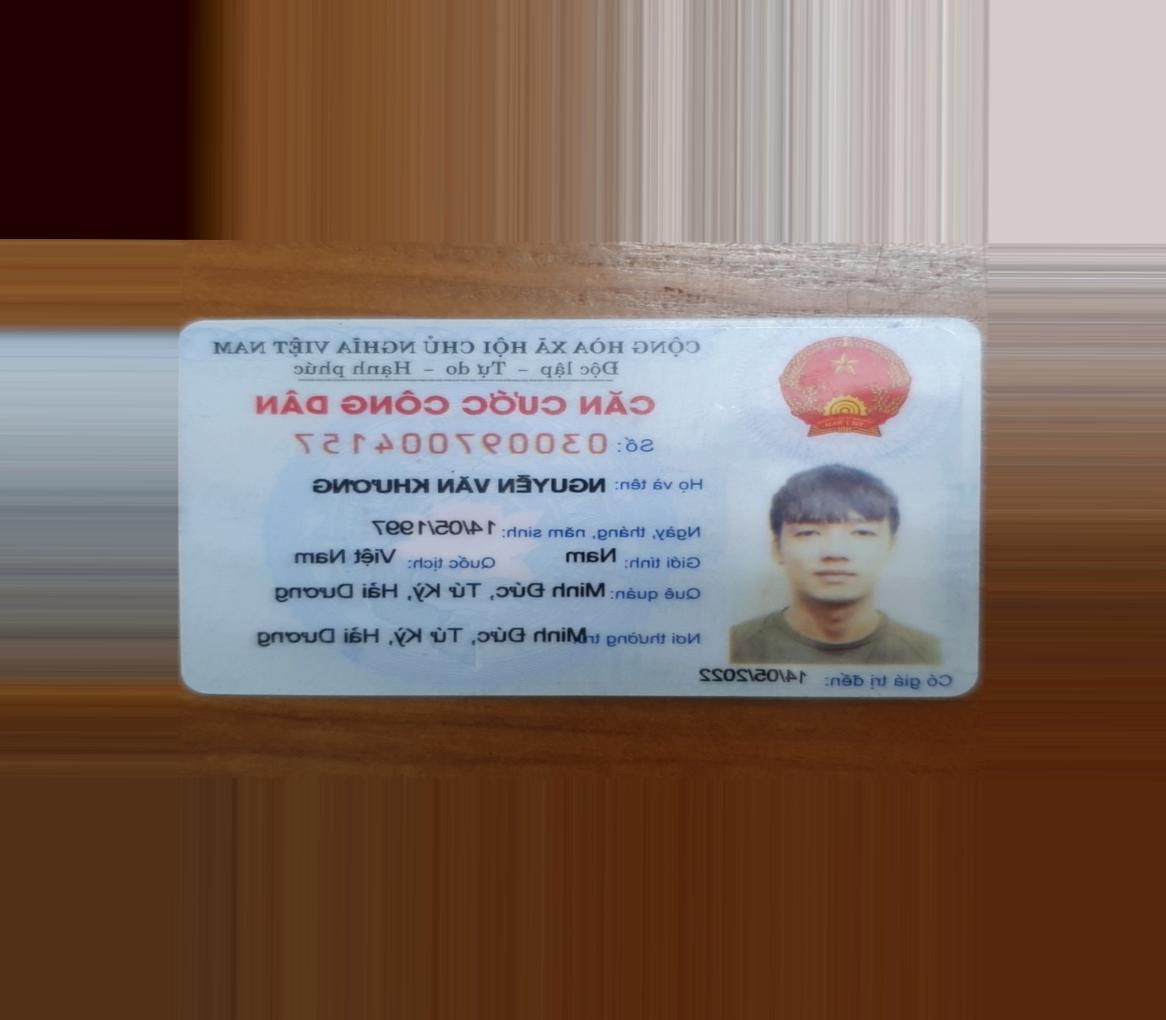 CỘNG HÒA XÃ HỘI CHỦ NGHĨA VIỆT NAM
Độc lập – Tự do – Hạnh phúc
CĂN CƯỚC CÔNG DÂN
Số: 030097004157
Họ và tên: NGUYỄN VĂN KHƯƠNG
Ngày, tháng, năm sinh: 14/05/1997
Giới tính: Nam Quốc tịch: Việt Nam
Quê quán: Minh Đức, Tứ Kỳ, Hải Dương
Nơi thường trú: Minh Đức, Tứ Kỳ, Hải Dương
Có giá trị đến: 14/05/2022
VIỆT NAM